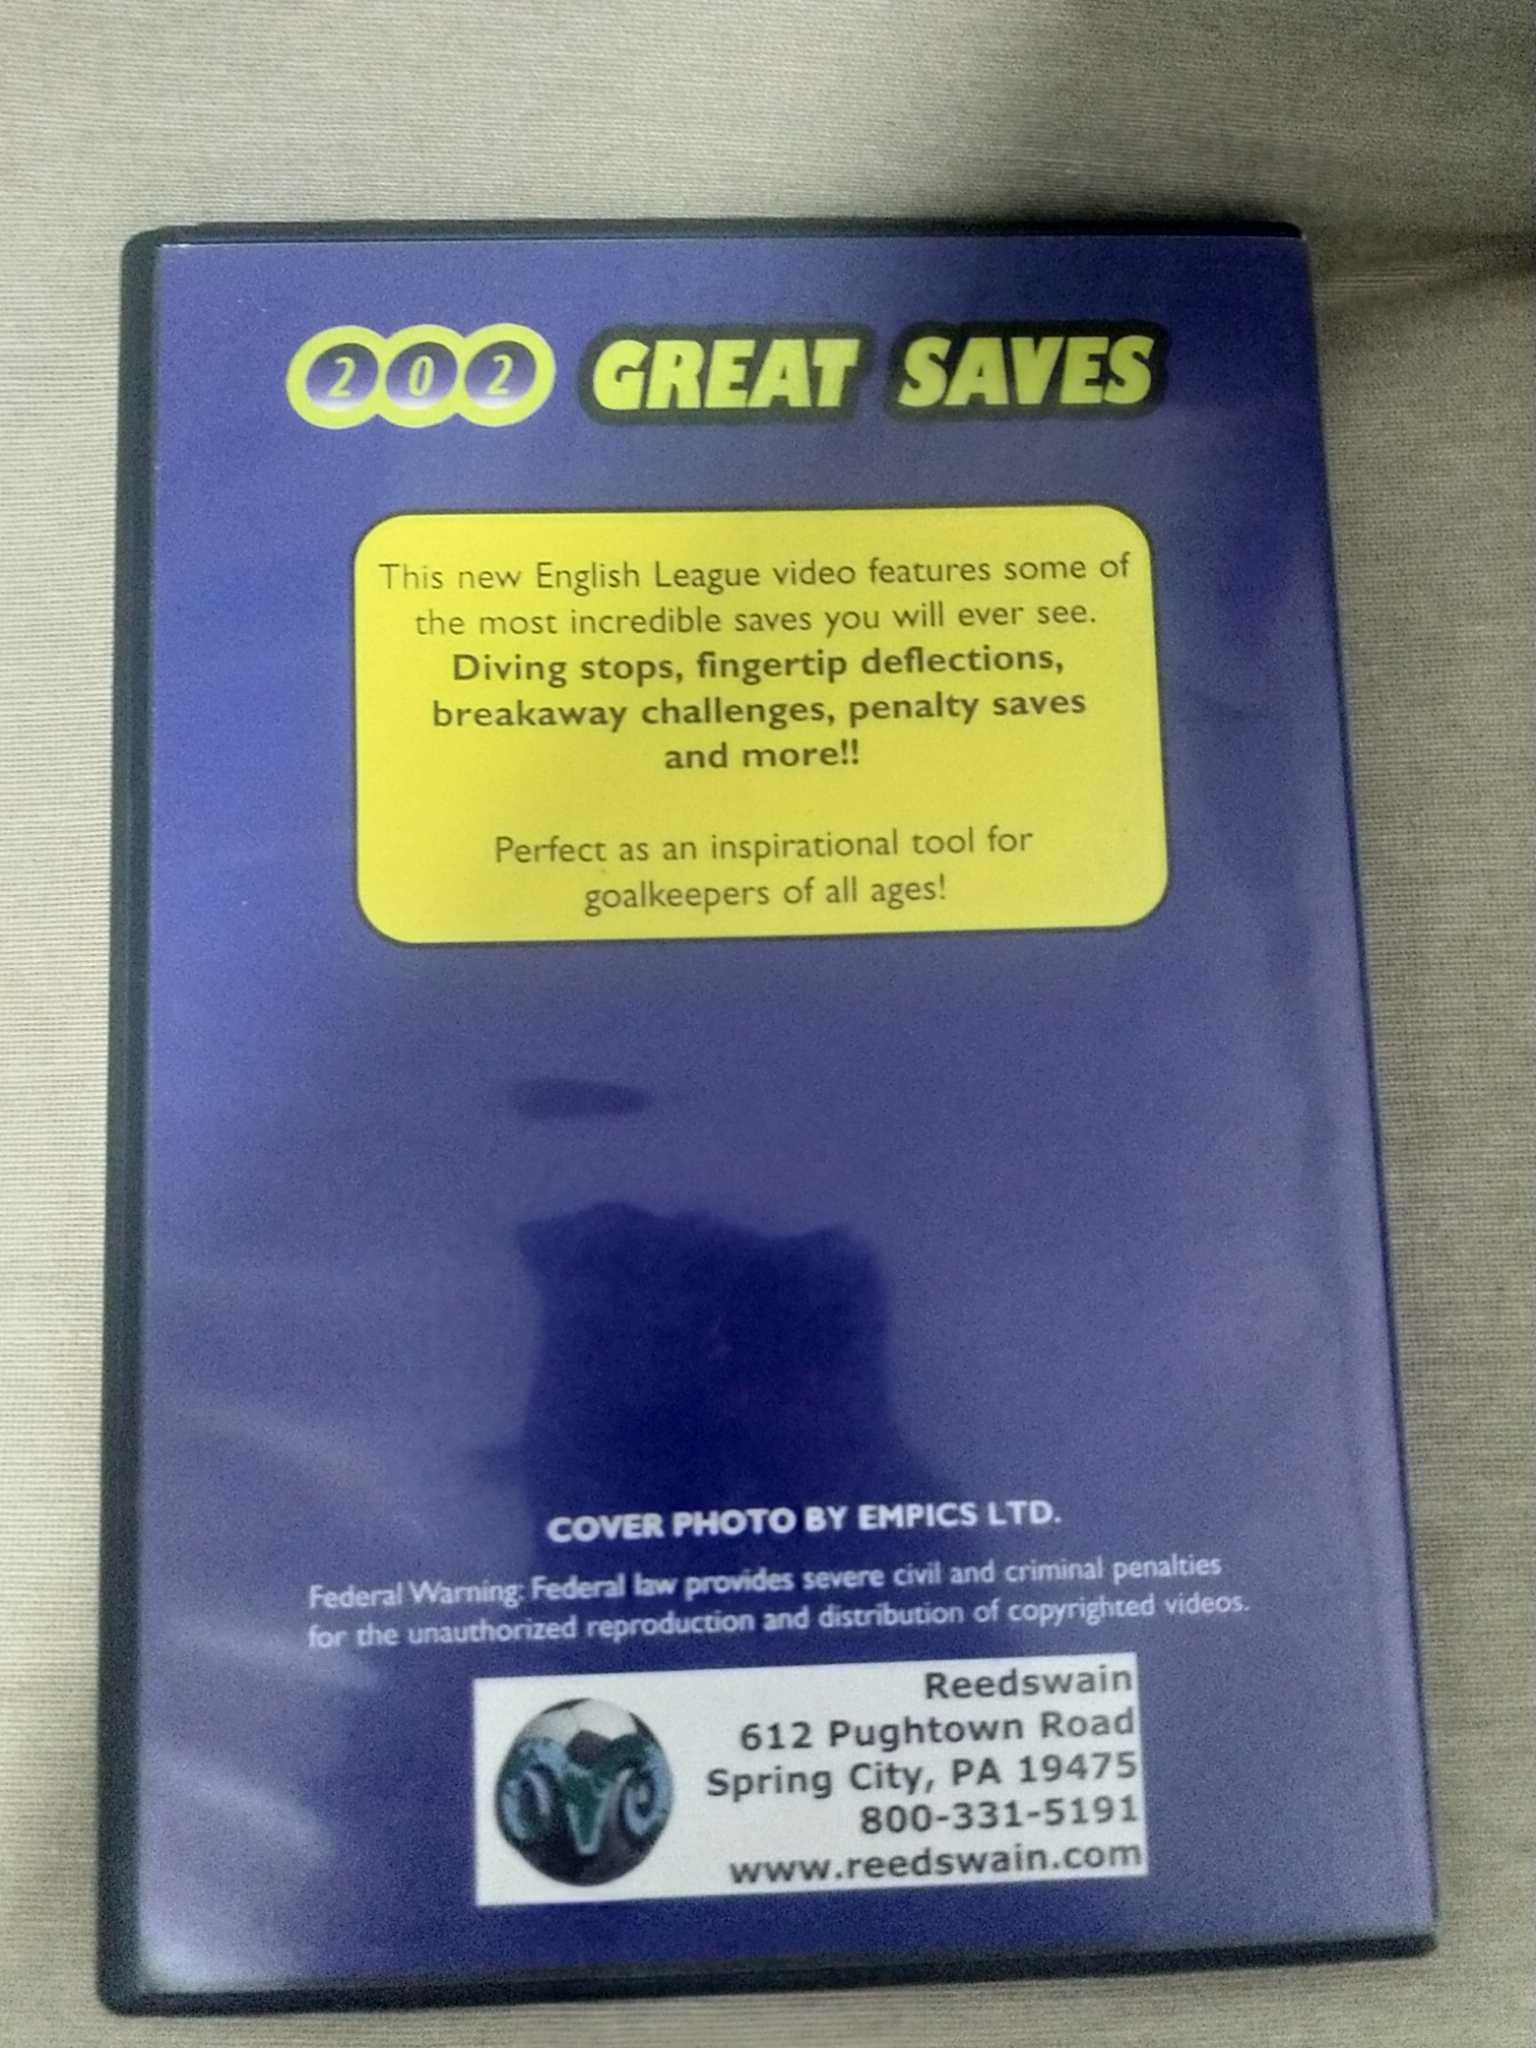 202 GREAT SAVES
This new English League video features some of
the most incredible saves you will ever see.
Diving stops, fingertip deflections,
breakaway challenges, penalty saves
and more!!
Perfect as an inspirational tool for
goalkeepers of all ages!
COVER PHOTO BY EMPICS LTD.
Federal Warning: Federal law provides severe civil and criminal penalties
for the unauthorized reproduction and distribution of copyrighted videos.
Reedswain
612 Pughtown Road
Spring City, PA 19475
800-331-5191
www.reedswain.com